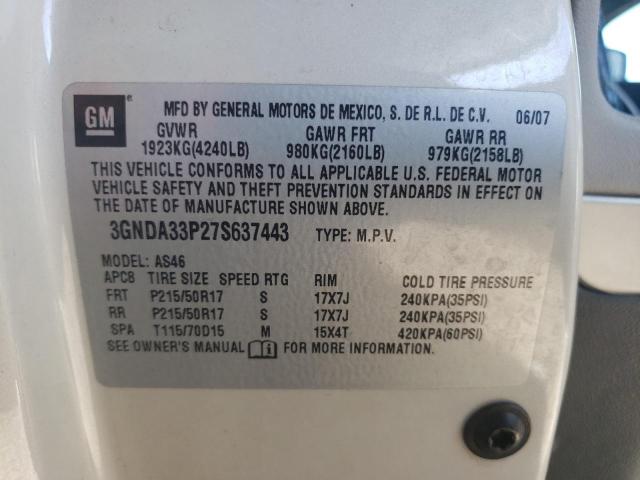 GM ® MFD BY GENERAL MOTORS DE MEXICO, S. DE R.L. DE C.V. 06/07
GVWR GAWR FRT GAWR RR
1923KG(4240LB) 980KG(2160LB) 979KG(2158LB)
THIS VEHICLE CONFORMS TO ALL APPLICABLE U.S. FEDERAL MOTOR
VEHICLE SAFETY AND THEFT PREVENTION STANDARDS IN EFFECT ON
THE DATE OF MANUFACTURE SHOWN ABOVE.
3GNDA33P27S637443 TYPE: M.P.V.
MODEL: AS46
APC8 TIRE SIZE SPEED RTG RIM COLD TIRE PRESSURE
FRT P215/50R17 S 17X7J 240KPA(35PSI)
RR P215/50R17 S 17X7J 240KPA(35PSI)
SPA T115/70D15 M 15X4T 420KPA(60PSI)
SEE OWNER'S MANUAL FOR MORE INFORMATION.